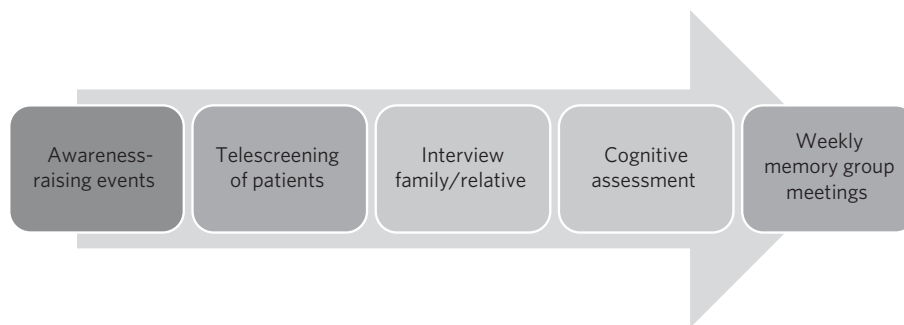 Awareness-
raising events
Telescreening
of patients
Interview
family/relative
Cognitive
assessment
Weekly
memory group
meetings